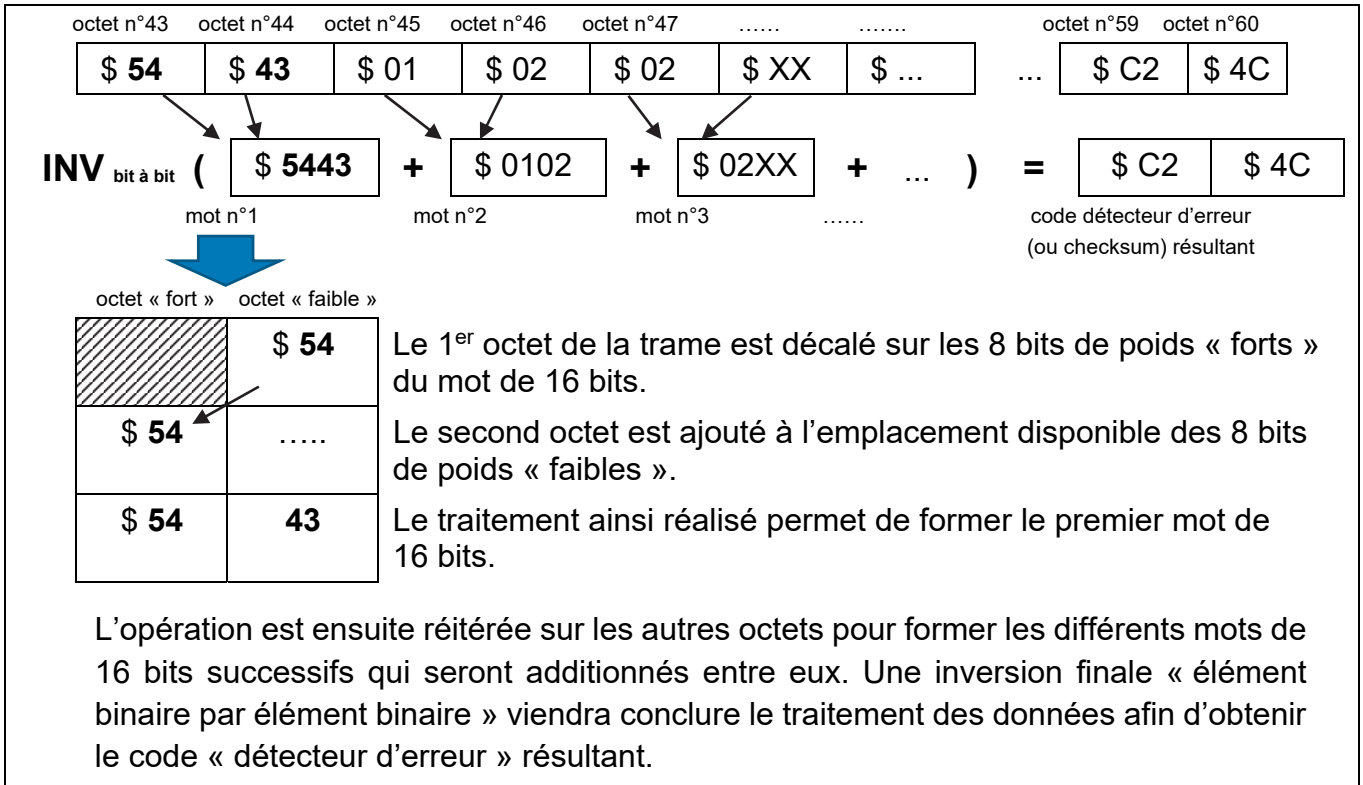 octet n°43 octet n°44 octet n°45 octet n°46 octet n°47 …… ……. octet n°59 octet n°60
$ 54 $ 43 $ 01 $ 02 $ 02 $ XX $ ... ... $ C2 $ 4C
INV bit à bit ( $ 5443 + $ 0102 + $ 02XX + ... ) = $ C2 $ 4C
mot n°1 mot n°2 mot n°3 …… code détecteur d’erreur
(ou checksum) résultant
octet « fort » octet « faible »
$ 54 Le 1er octet de la trame est décalé sur les 8 bits de poids « forts »
du mot de 16 bits.
$ 54 ….. Le second octet est ajouté à l’emplacement disponible des 8 bits
de poids « faibles ».
$ 54 43 Le traitement ainsi réalisé permet de former le premier mot de
16 bits.
L’opération est ensuite réitérée sur les autres octets pour former les différents mots de
16 bits successifs qui seront additionnés entre eux. Une inversion finale « élément
binaire par élément binaire » viendra conclure le traitement des données afin d’obtenir
le code « détecteur d’erreur » résultant.